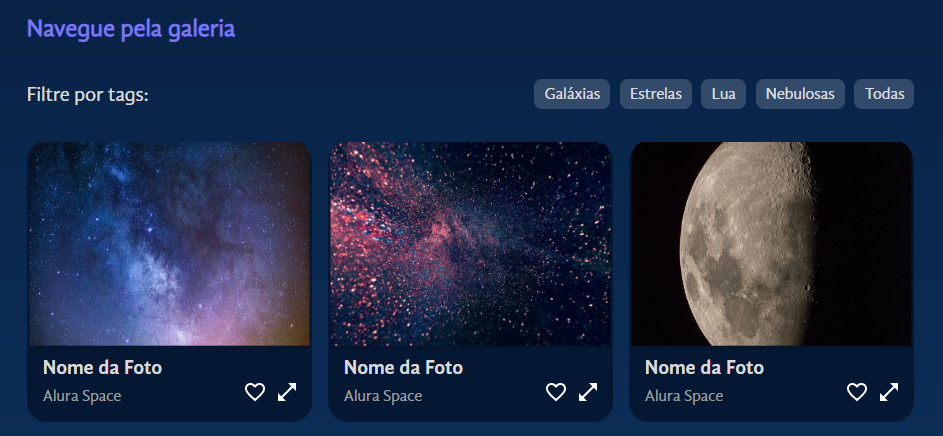 Navegue pela galeria
Filtre por tags:
Galáxias Estrelas Lua Nebulosas Todas
Nome da Foto Nome da Foto Nome da Foto
Alura Space Alura Space Alura Space